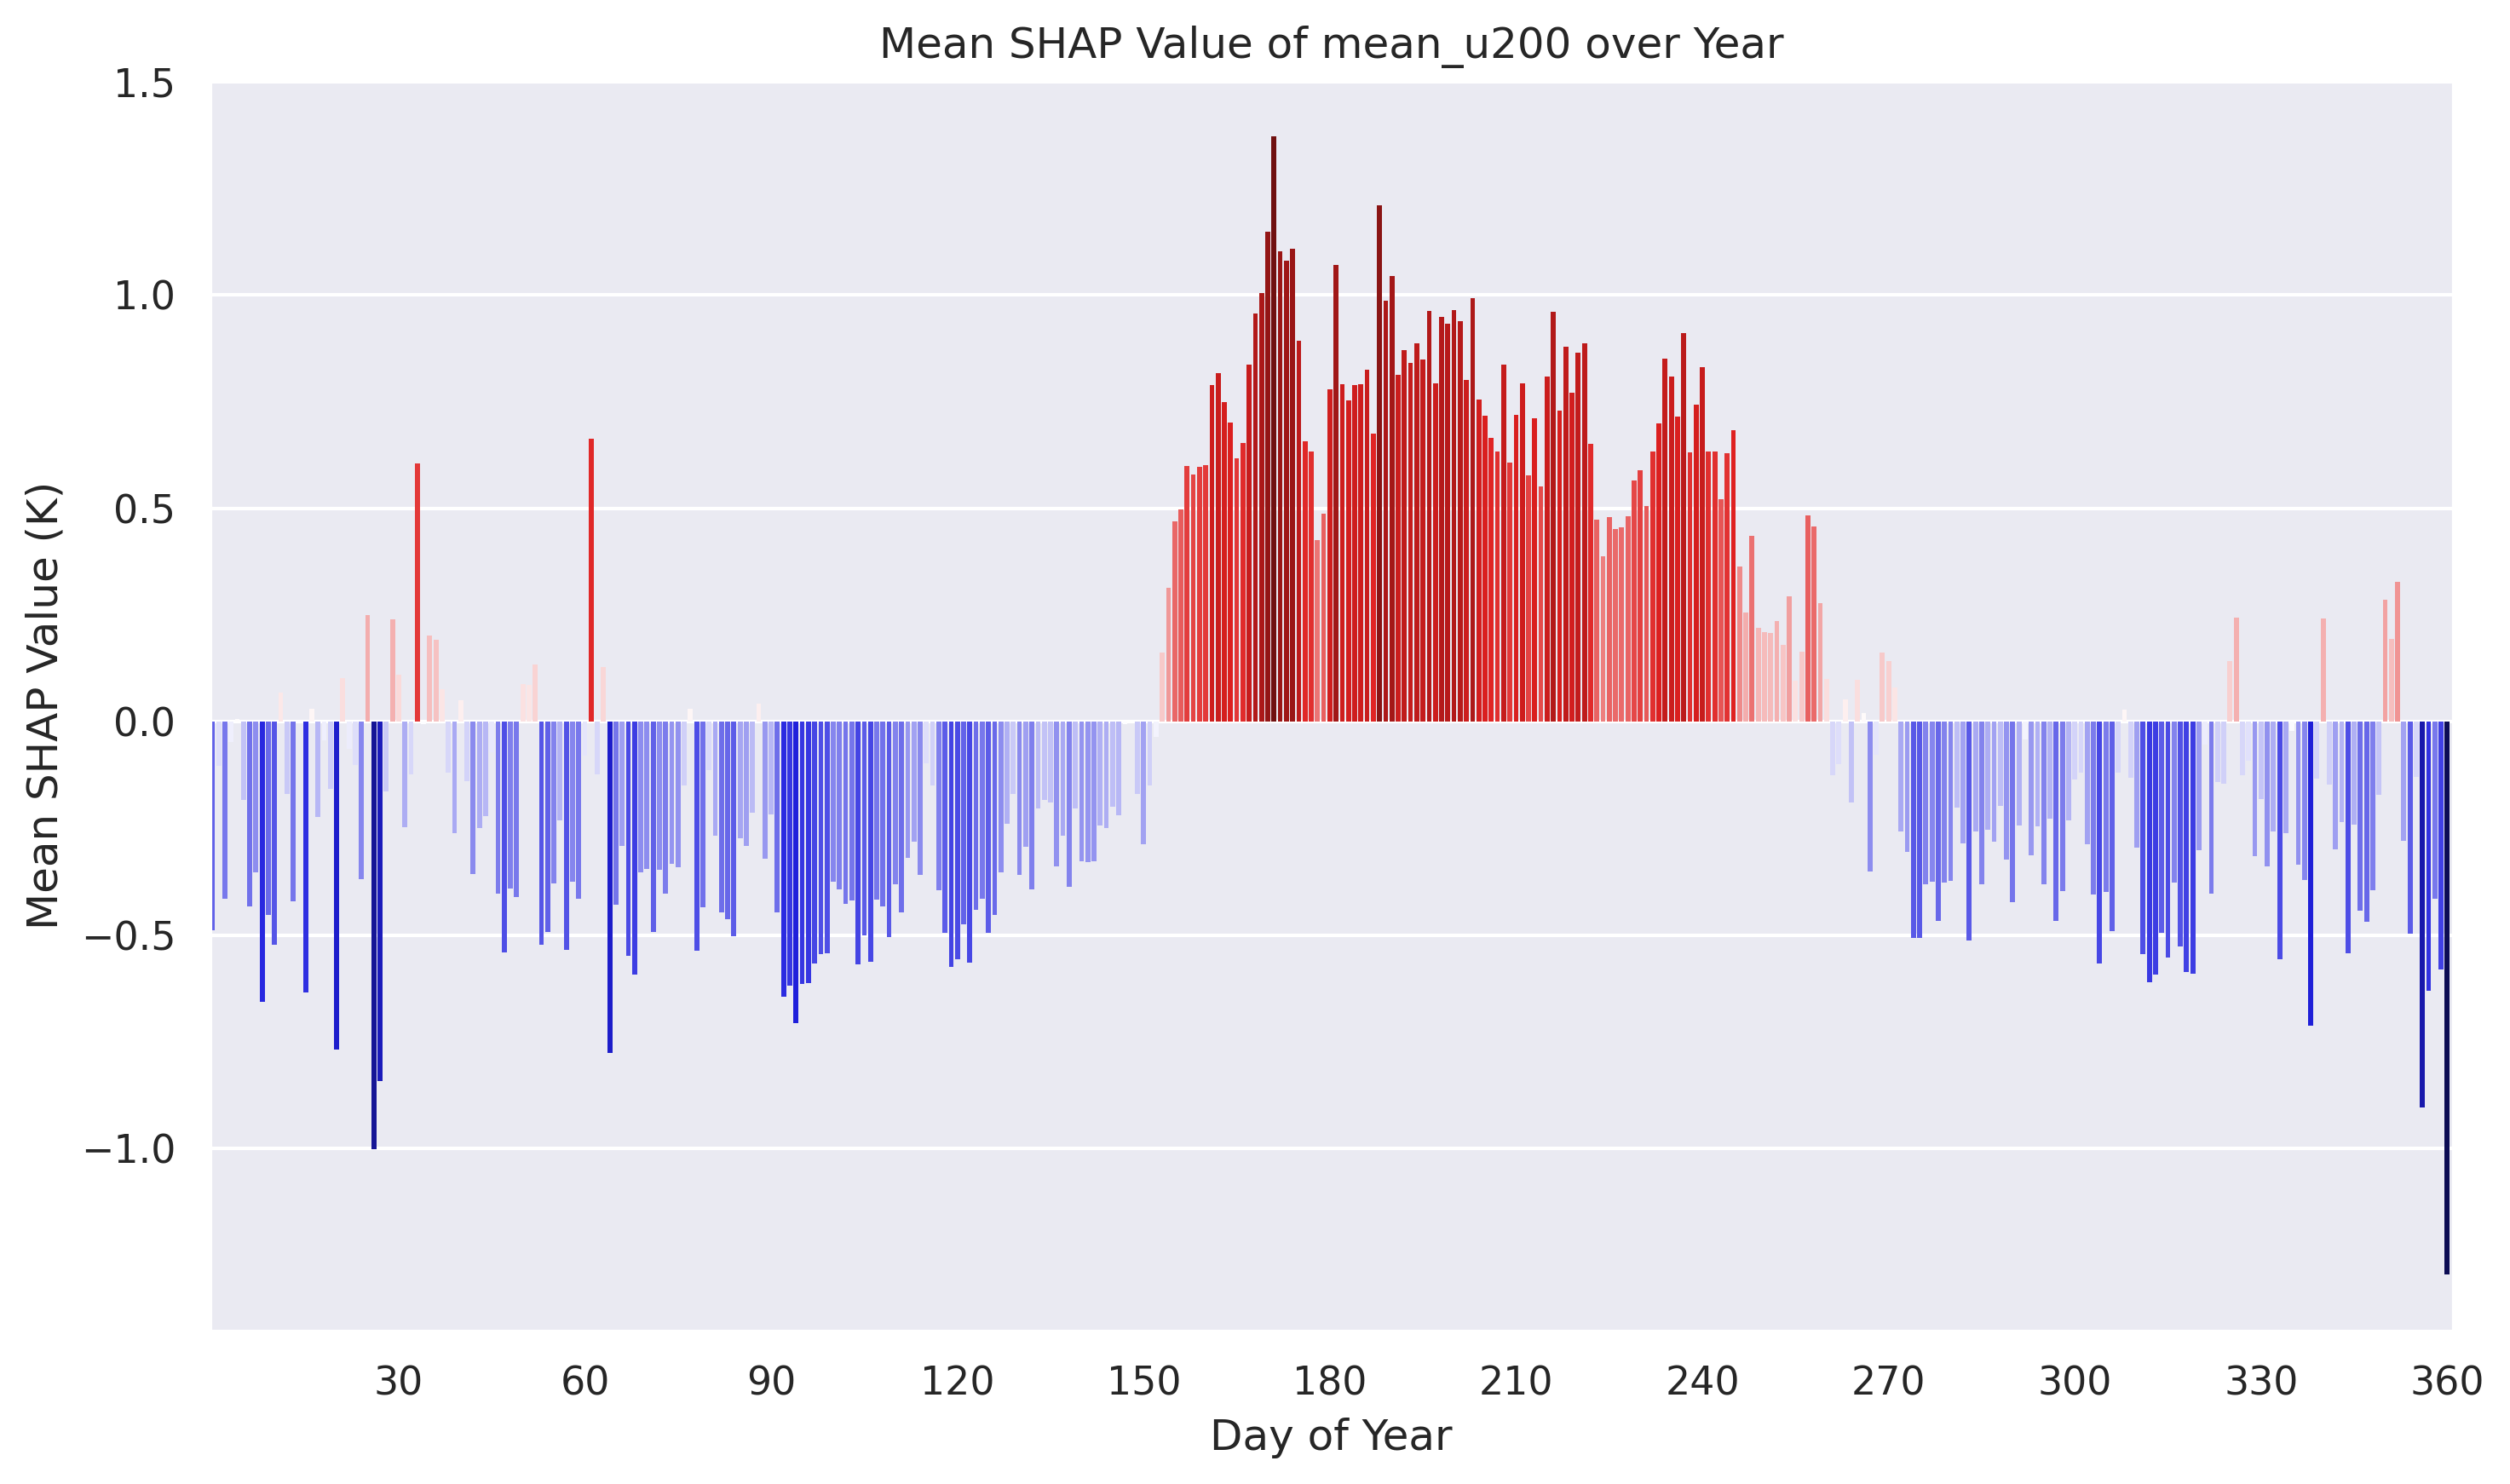 Mean SHAP Value of mean_u200 over Year
1.5
1.0
0.5
0.0
−0.5
−1.0
Mean SHAP Value (K)
30 60 90 120 150 180 210 240 270 300 330 360
Day of Year